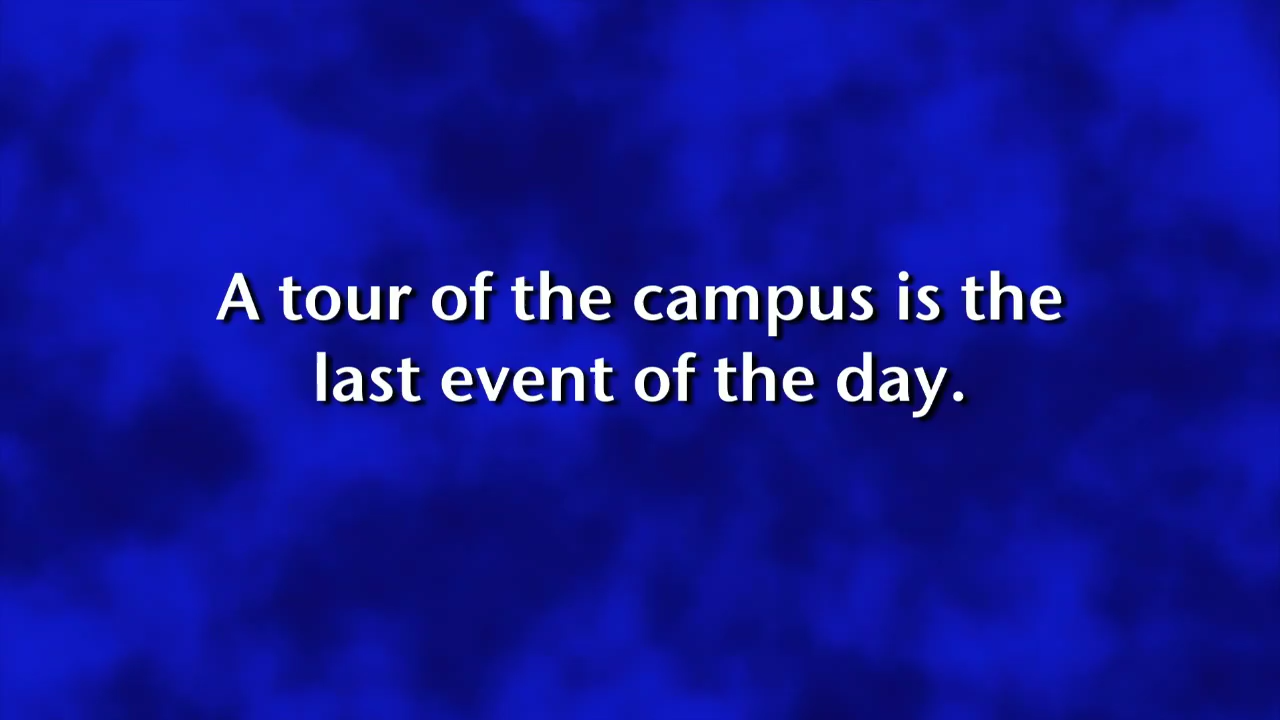 A tour of the campus is the
last event of the day.